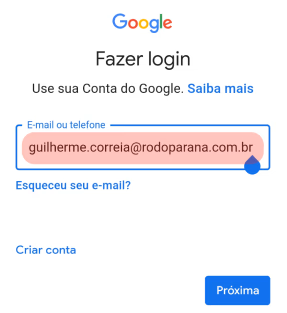 Google
Fazer login
Use sua Conta do Google. Saiba mais
E-mail ou telefone
guilherme.correia@rodoparana.com.br
Esqueceu seu e-mail?
Criar conta
Próxima